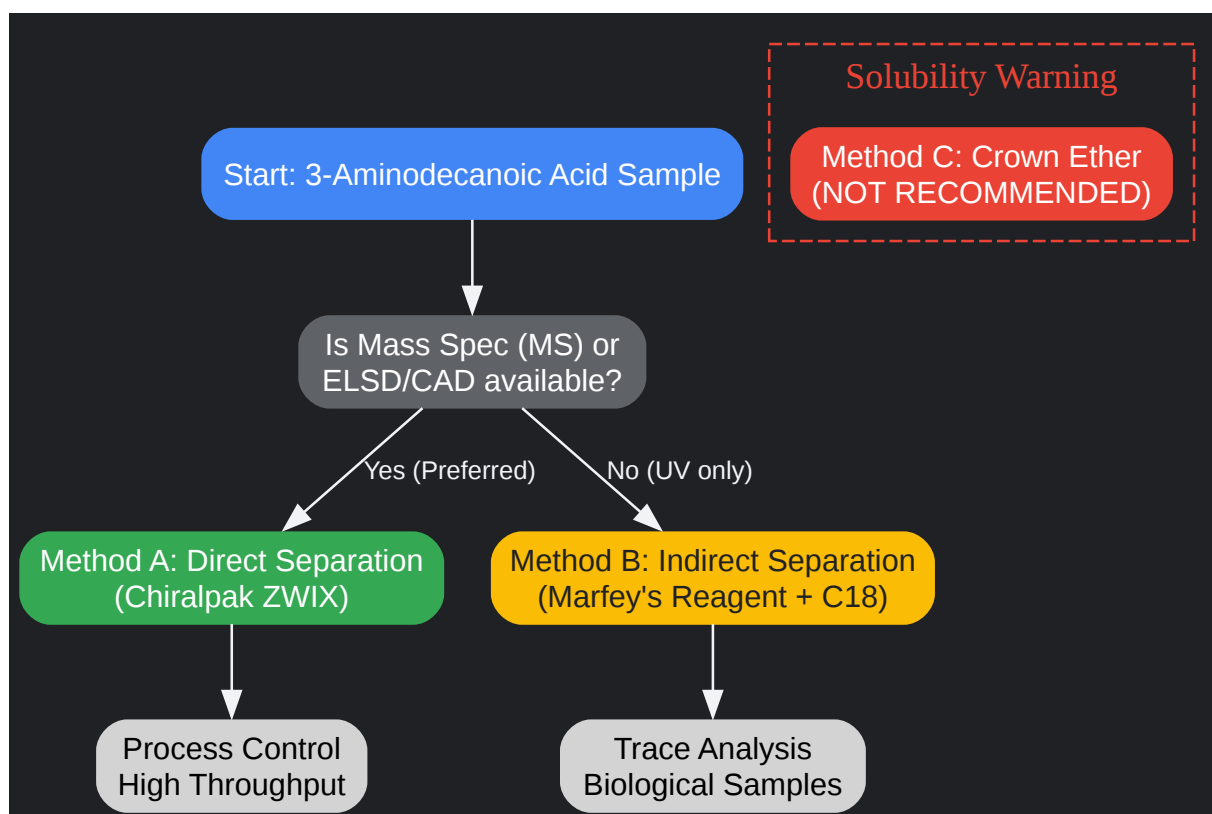 Solubility Warning
Method C: Crown Ether
(NOT RECOMMENDED)
Start: 3-Aminodecanoic Acid Sample
Is Mass Spec (MS) or
ELSD/CAD available?
Yes (Preferred)
No (UV only)
Method A: Direct Separation
(Chiralpak ZWIX)
Method B: Indirect Separation
(Marfey's Reagent + C18)
Process Control
High Throughput
Trace Analysis
Biological Samples